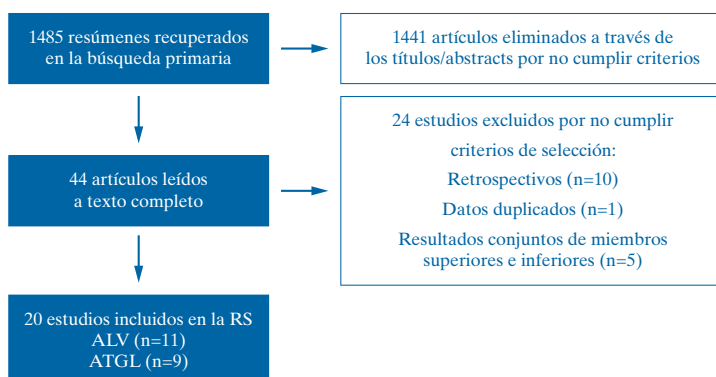 1485 resúmenes recuperados
en la búsqueda primaria
1441 artículos eliminados a través de
los títulos/abstracts por no cumplir criterios
44 artículos leídos
a texto completo
24 estudios excluidos por no cumplir
criterios de selección:
Retrospectivos (n=10)
Datos duplicados (n=1)
Resultados conjuntos de miembros
superiores e inferiores (n=5)
20 estudios incluidos en la RS
ALV (n=11)
ATGL (n=9)